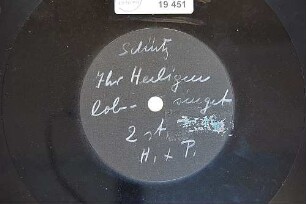 19 451
Schütz
Ihr Heiligen
lob-- singet
2 st.
H. + P.